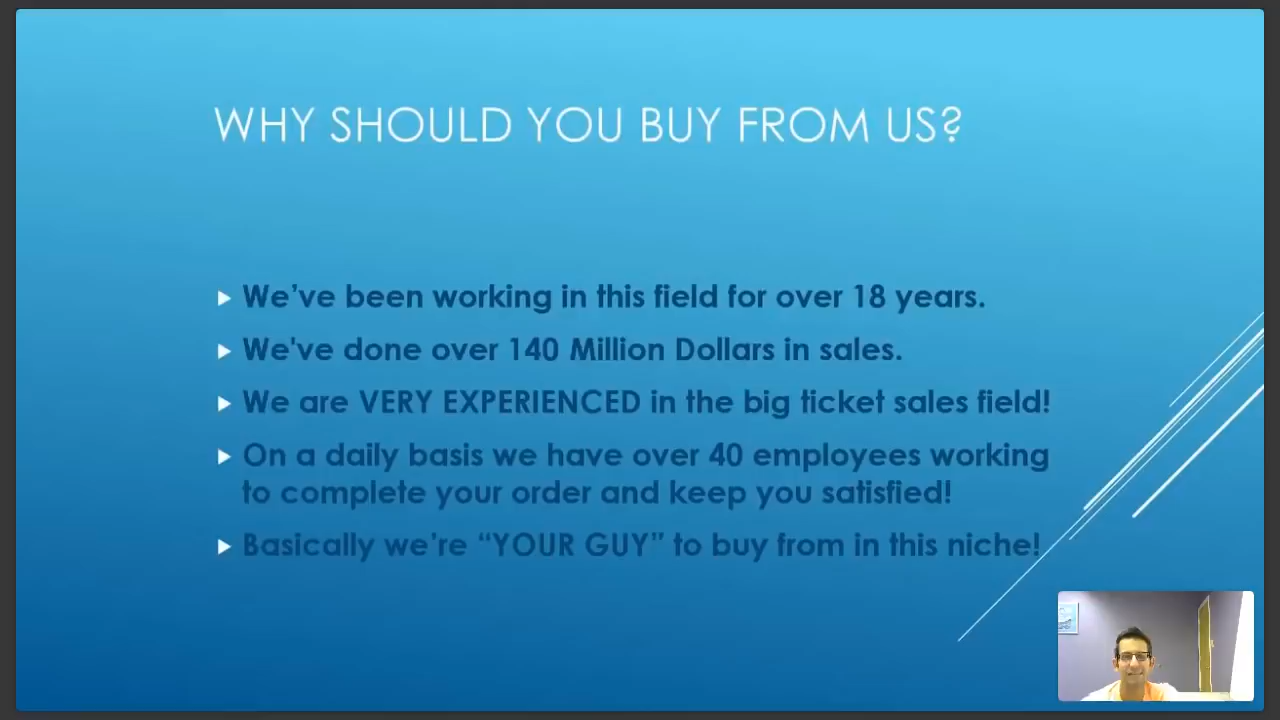 WHY SHOULD YOU BUY FROM US?
We’ve been working in this field for over 18 years.
We've done over 140 Million Dollars in sales.
We are VERY EXPERIENCED in the big ticket sales field!
On a daily basis we have over 40 employees working
to complete your order and keep you satisfied!
Basically we’re “YOUR GUY” to buy from in this niche!